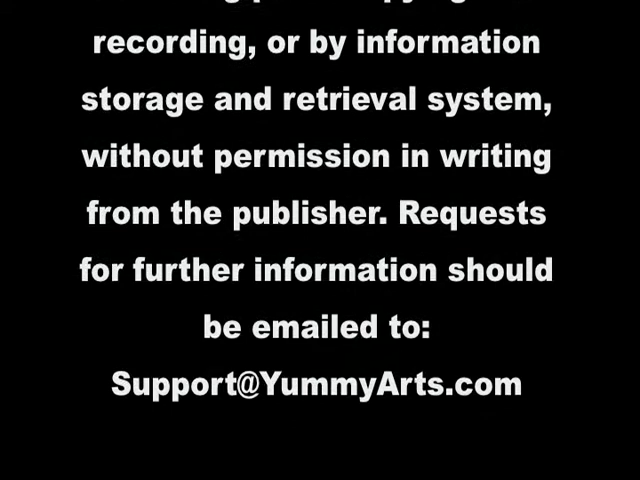 recording, or by information
storage and retrieval system,
without permission in writing
from the publisher. Requests
for further information should
be emailed to:
Support@YummyArts.com